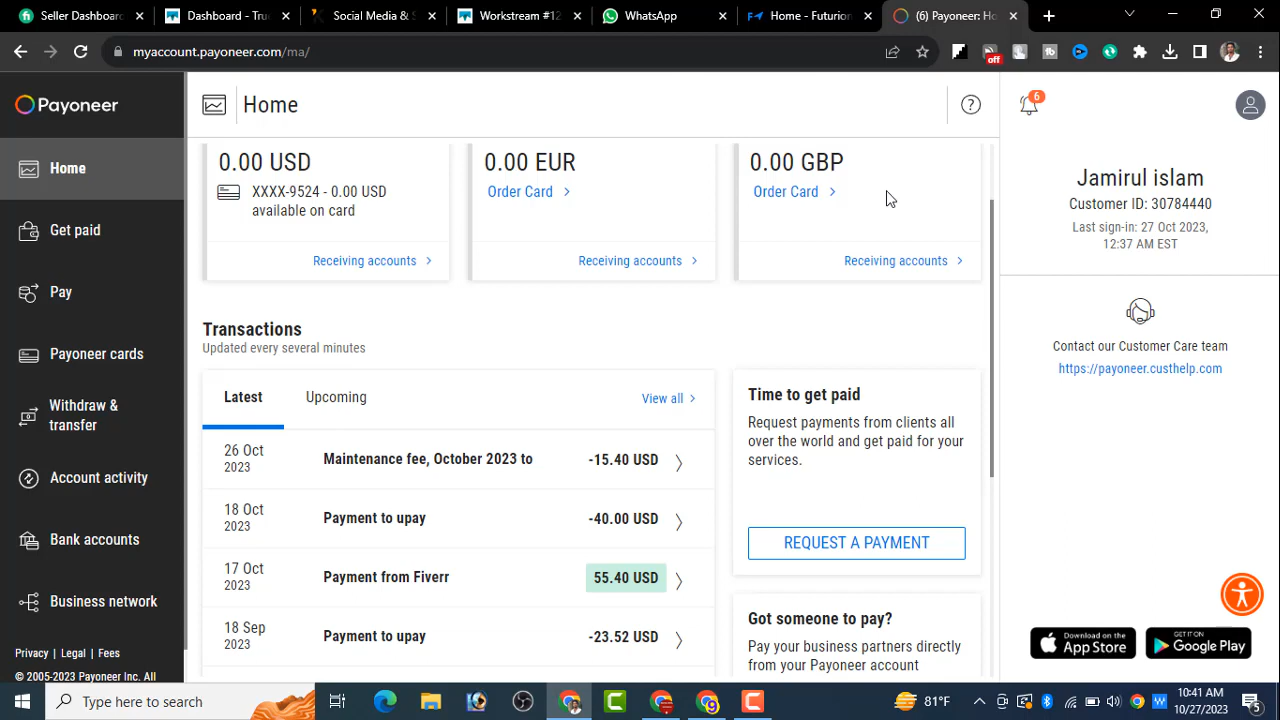 Seller Dashboard
Dashboard - Tru
Social Media & S
Workstream #12
WhatsApp
Home - Futurion
(6) Payoneer: Ho
myaccount.payoneer.com/ma/
off
Payoneer
Home
Get paid
Pay
Payoneer cards
Withdraw &
transfer
Account activity
Bank accounts
Business network
Privacy | Legal | Fees
© 2005-2023 Payoneer Inc. All
Home
?
0.00 USD
XXXX-9524 - 0.00 USD
available on card
Receiving accounts
0.00 EUR
Order Card
Receiving accounts
0.00 GBP
Order Card
Receiving accounts
Transactions
Updated every several minutes
Latest
Upcoming
View all
26 Oct
2023
Maintenance fee, October 2023 to
-15.40 USD
18 Oct
2023
Payment to upay
-40.00 USD
17 Oct
2023
Payment from Fiverr
55.40 USD
18 Sep
2023
Payment to upay
-23.52 USD
Time to get paid
Request payments from clients all
over the world and get paid for your
services.
REQUEST A PAYMENT
Got someone to pay?
Pay your business partners directly
from your Payoneer account
6
Jamirul islam
Customer ID: 30784440
Last sign-in: 27 Oct 2023,
12:37 AM EST
Contact our Customer Care team
https://payoneer.custhelp.com
Download on the
App Store
GET IT ON
Google Play
Type here to search
81°F
10:41 AM
10/27/2023
5